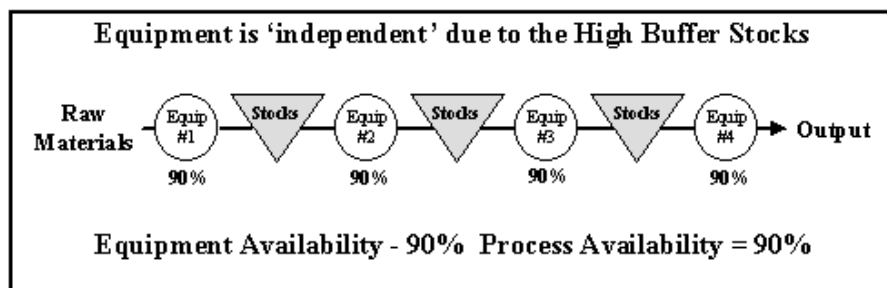 Equipment is 'independent' due to the High Buffer Stocks
Raw Materials
Equip #1
Stocks
Equip #2
Stocks
Equip #3
Stocks
Equip #4
Output
90%
90%
90%
90%
Equipment Availability - 90% Process Availability = 90%